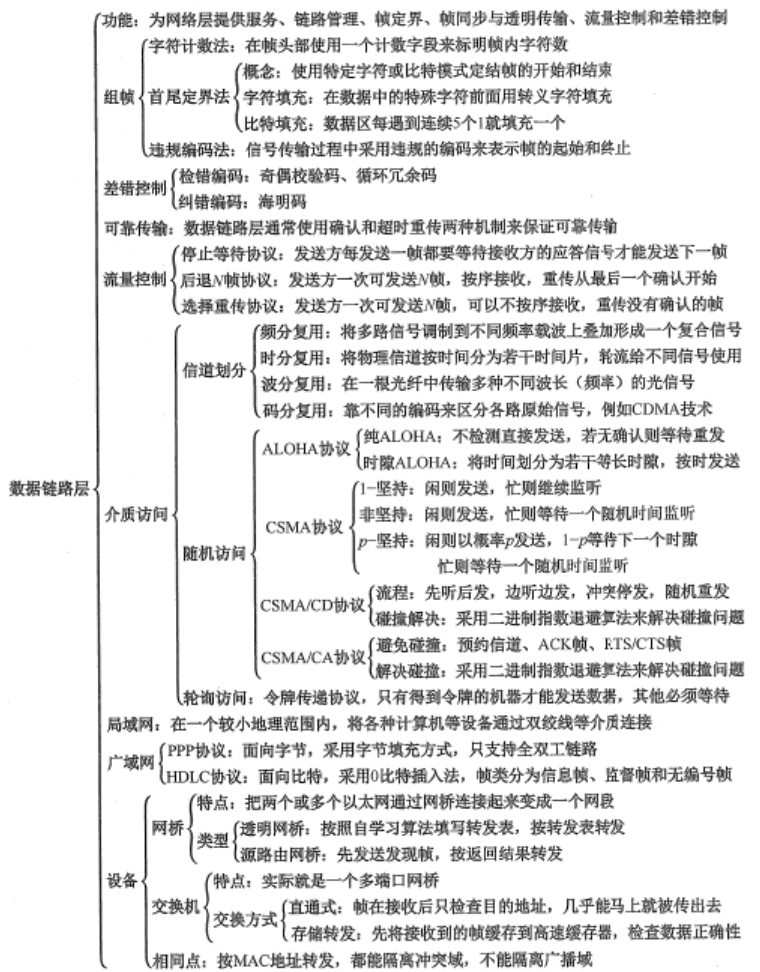 功能：为网络层提供服务、链路管理、帧定界、帧同步与透明传输、流量控制和差错控制
字符计数法：在帧头部使用一个计数字段来标明帧内字符数
组帧
首尾定界法
概念：使用特定字符或比特模式定结帧的开始和结束
字符填充：在数据中的特殊字符前面用转义字符填充
比特填充：数据区每遇到连续5个1就填充一个
违规编码法：信号传输过程中采用违规的编码来表示帧的起始和终止
差错控制
检错编码：奇偶校验码、循环冗余码
纠错编码：海明码
可靠传输：数据链路层通常使用确认和超时重传两种机制来保证可靠传输
流量控制
停止等待协议：发送方每发送一帧都要等待接收方的应答信号才能发送下一帧
后退N帧协议：发送方一次可发送N帧，按序接收，重传从最后一个确认开始
选择重传协议：发送方一次可发送N帧，可以不按序接收，重传没有确认的帧
信道划分
频分复用：将多路信号调制到不同频率载波上叠加形成一个复合信号
时分复用：将物理信道按时间分为若干时间片，轮流给不同信号使用
波分复用：在一根光纤中传输多种不同波长（频率）的光信号
码分复用：靠不同的编码来区分各路原始信号，例如CDMA技术
数据链路层
介质访问
随机访问
ALOHA协议
纯ALOHA：不检测直接发送，若无确认则等待重发
时隙ALOHA：将时间划分为若干等长时隙，按时发送
CSMA协议
1-坚持：闲则发送，忙则继续监听
非坚持：闲则发送，忙则等待一个随机时间监听
p-坚持：闲则以概率p发送，1-p等待下一个时隙
忙则等待一个随机时间监听
CSMA/CD协议
流程：先听后发，边听边发，冲突停发，随机重发
碰撞解决：采用二进制指数退避算法来解决碰撞问题
CSMA/CA协议
避免碰撞：预约信道、ACK帧、RTS/CTS帧
解决碰撞：采用二进制指数退避算法来解决碰撞问题
轮询访问：令牌传递协议，只有得到令牌的机器才能发送数据，其他必须等待
局域网：在一个较小地理范围内，将各种计算机等设备通过双绞线等介质连接
广域网
PPP协议：面向字节，采用字节填充方式，只支持全双工链路
HDLC协议：面向比特，采用0比特插入法，帧类分为信息帧、监督帧和无编号帧
设备
网桥
特点：把两个或多个以太网通过网桥连接起来变成一个网段
类型
透明网桥：按照自学习算法填写转发表，按转发表转发
源路由网桥：先发送发现帧，按返回结果转发
交换机
特点：实际就是一个多端口网桥
交换方式
直通式：帧在接收后只检查目的地址，几乎能马上就被传出去
存储转发：先将接收到的帧缓存到高速缓存器，检查数据正确性
相同点：按MAC地址转发，都能隔离冲突域，不能隔离广播域